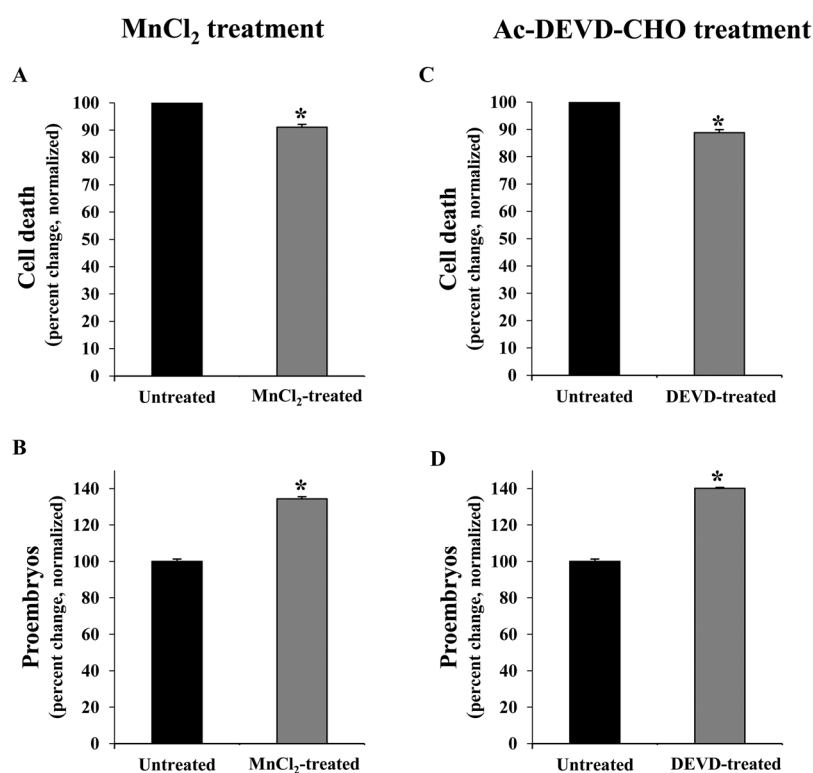 MnCl₂ treatment
Ac-DEVD-CHO treatment
A
Cell death
(percent change, normalized)
100
90
80
70
60
50
40
30
20
10
0
*
Untreated
MnCl₂-treated
C
Cell death
(percent change, normalized)
100
90
80
70
60
50
40
30
20
10
0
*
Untreated
DEVD-treated
B
Proembryos
(percent change, normalized)
140
120
100
80
60
40
20
0
*
Untreated
MnCl₂-treated
D
Proembryos
(percent change, normalized)
140
120
100
80
60
40
20
0
*
Untreated
DEVD-treated